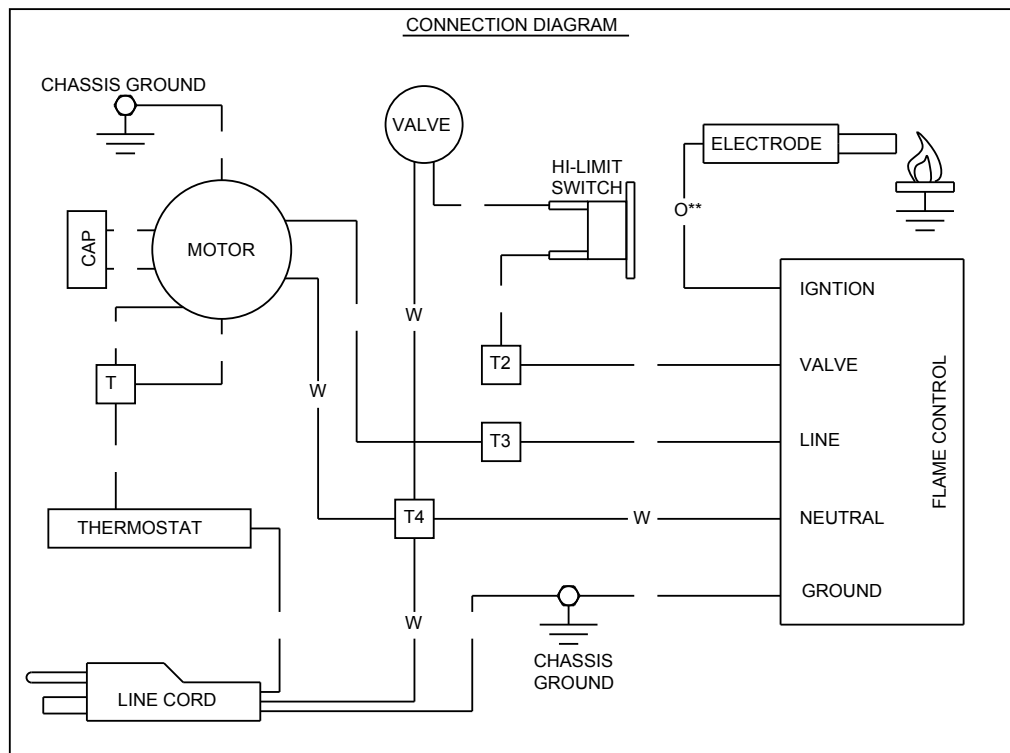 CONNECTION DIAGRAM
CHASSIS GROUND
VALVE
ELECTRODE
HI-LIMIT
SWITCH
O**
CAP
MOTOR
IGNTION
W
T2
VALVE
T
W
T3
LINE
FLAME CONTROL
THERMOSTAT
T4
W
NEUTRAL
GROUND
W
CHASSIS
GROUND
LINE CORD